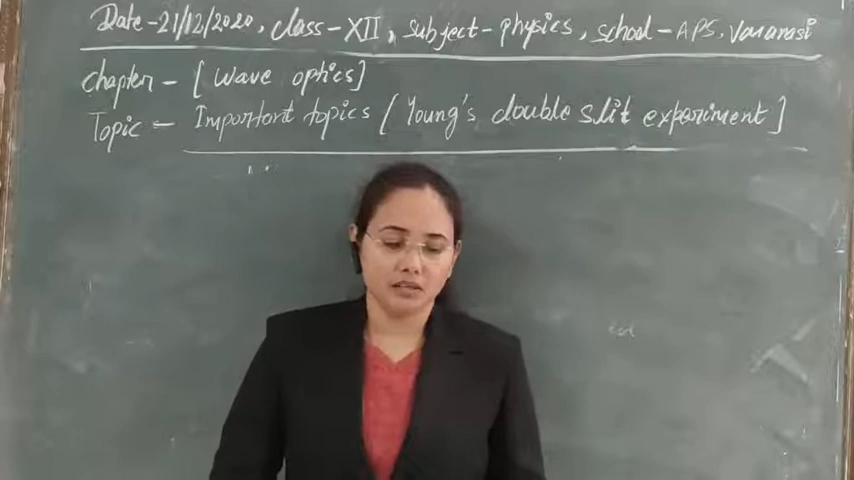 Date-21/12/2020, class-XII, subject-physics, school-APS, Varanasi
chapter-[wave optics]
Topic-Important topics [Young's double slit experiment]